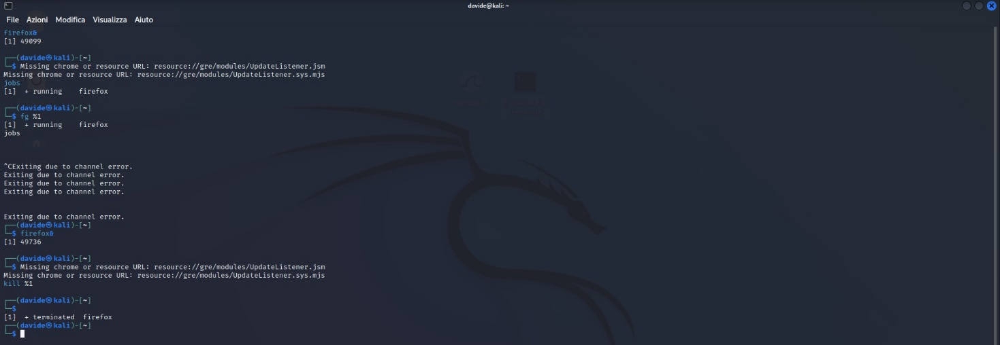 davide@kali: ~
File Azioni Modifica Visualizza Aiuto
firefox&
[1] 49099
┌──(davide㉿kali)-[~]
└─$ Missing chrome or resource URL: resource://gre/modules/UpdateListener.jsm
Missing chrome or resource URL: resource://gre/modules/UpdateListener.sys.mjs
jobs
[1]  + running    firefox
┌──(davide㉿kali)-[~]
└─$ fg %1
[1]  + running    firefox
jobs
^CExiting due to channel error.
Exiting due to channel error.
Exiting due to channel error.
Exiting due to channel error.
Exiting due to channel error.
┌──(davide㉿kali)-[~]
└─$ firefox&
[1] 49736
┌──(davide㉿kali)-[~]
└─$ Missing chrome or resource URL: resource://gre/modules/UpdateListener.jsm
Missing chrome or resource URL: resource://gre/modules/UpdateListener.sys.mjs
kill %1
┌──(davide㉿kali)-[~]
└─$
[1]  + terminated  firefox
┌──(davide㉿kali)-[~]
└─$